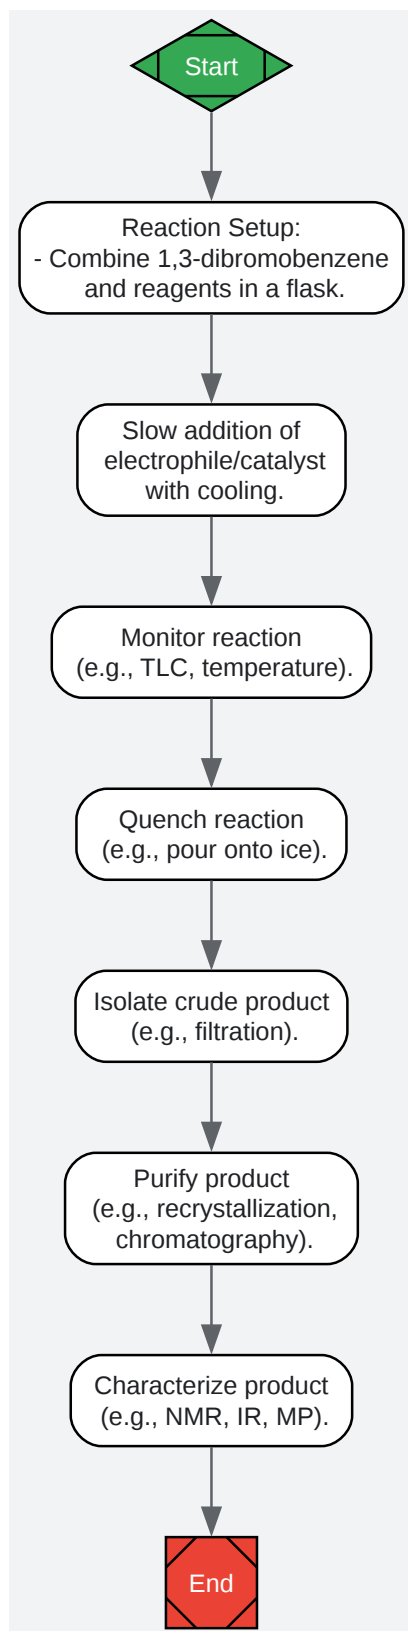 Start
Reaction Setup:
- Combine 1,3-dibromobenzene
and reagents in a flask.
Slow addition of
electrophile/catalyst
with cooling.
Monitor reaction
(e.g., TLC, temperature).
Quench reaction
(e.g., pour onto ice).
Isolate crude product
(e.g., filtration).
Purify product
(e.g., recrystallization,
chromatography).
Characterize product
(e.g., NMR, IR, MP).
End